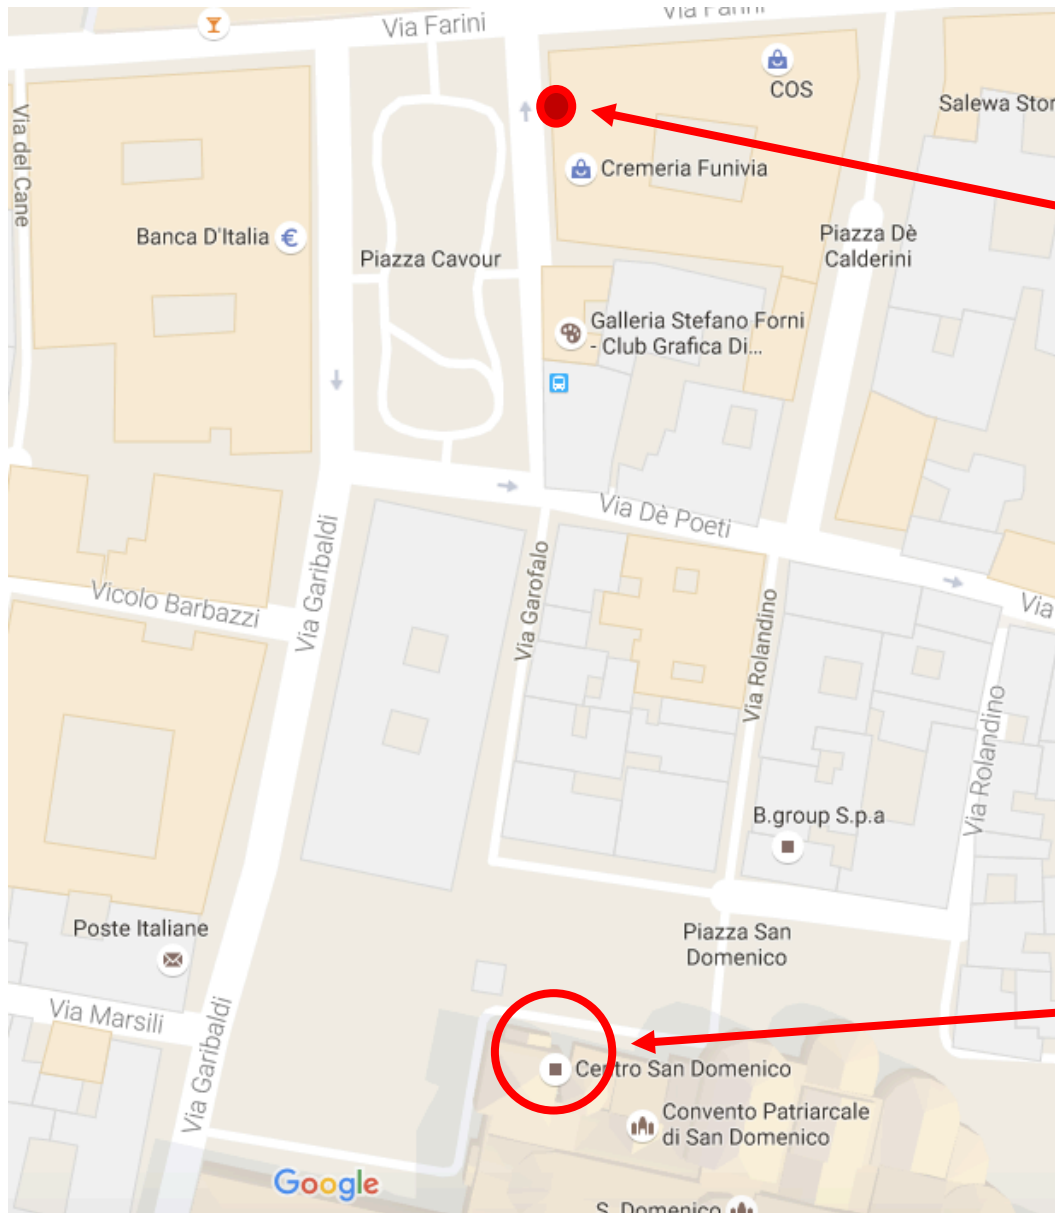 Via Farini
Via Farini
COS
Salewa Stor
Via del Cane
Cremeria Funivia
Banca D'Italia
€
Piazza Cavour
Piazza Dè
Calderini
Galleria Stefano Forni
- Club Grafica Di...
Via Dè Poeti
Via Garibaldi
Via Garofalo
Vicolo Barbazzi
Via Rolandino
Via
Via Rolandino
B.group S.p.a
Poste Italiane
Piazza San
Domenico
Via Marsili
Via Garibaldi
Centro San Domenico
Convento Patriarcale
di San Domenico
Google
S. Domenico